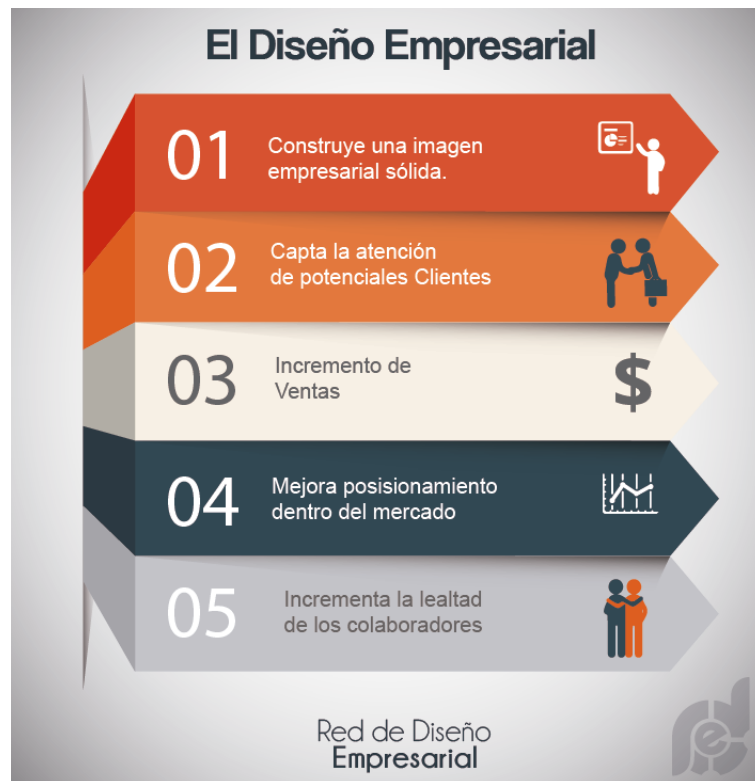 El Diseño Empresarial
01
Construye una imagen
empresarial sólida.
02
Capta la atención
de potenciales Clientes
03
Incremento de
Ventas
$
04
Mejora posisionamiento
dentro del mercado
05
Incrementa la lealtad
de los colaboradores
Red de Diseño
Empresarial